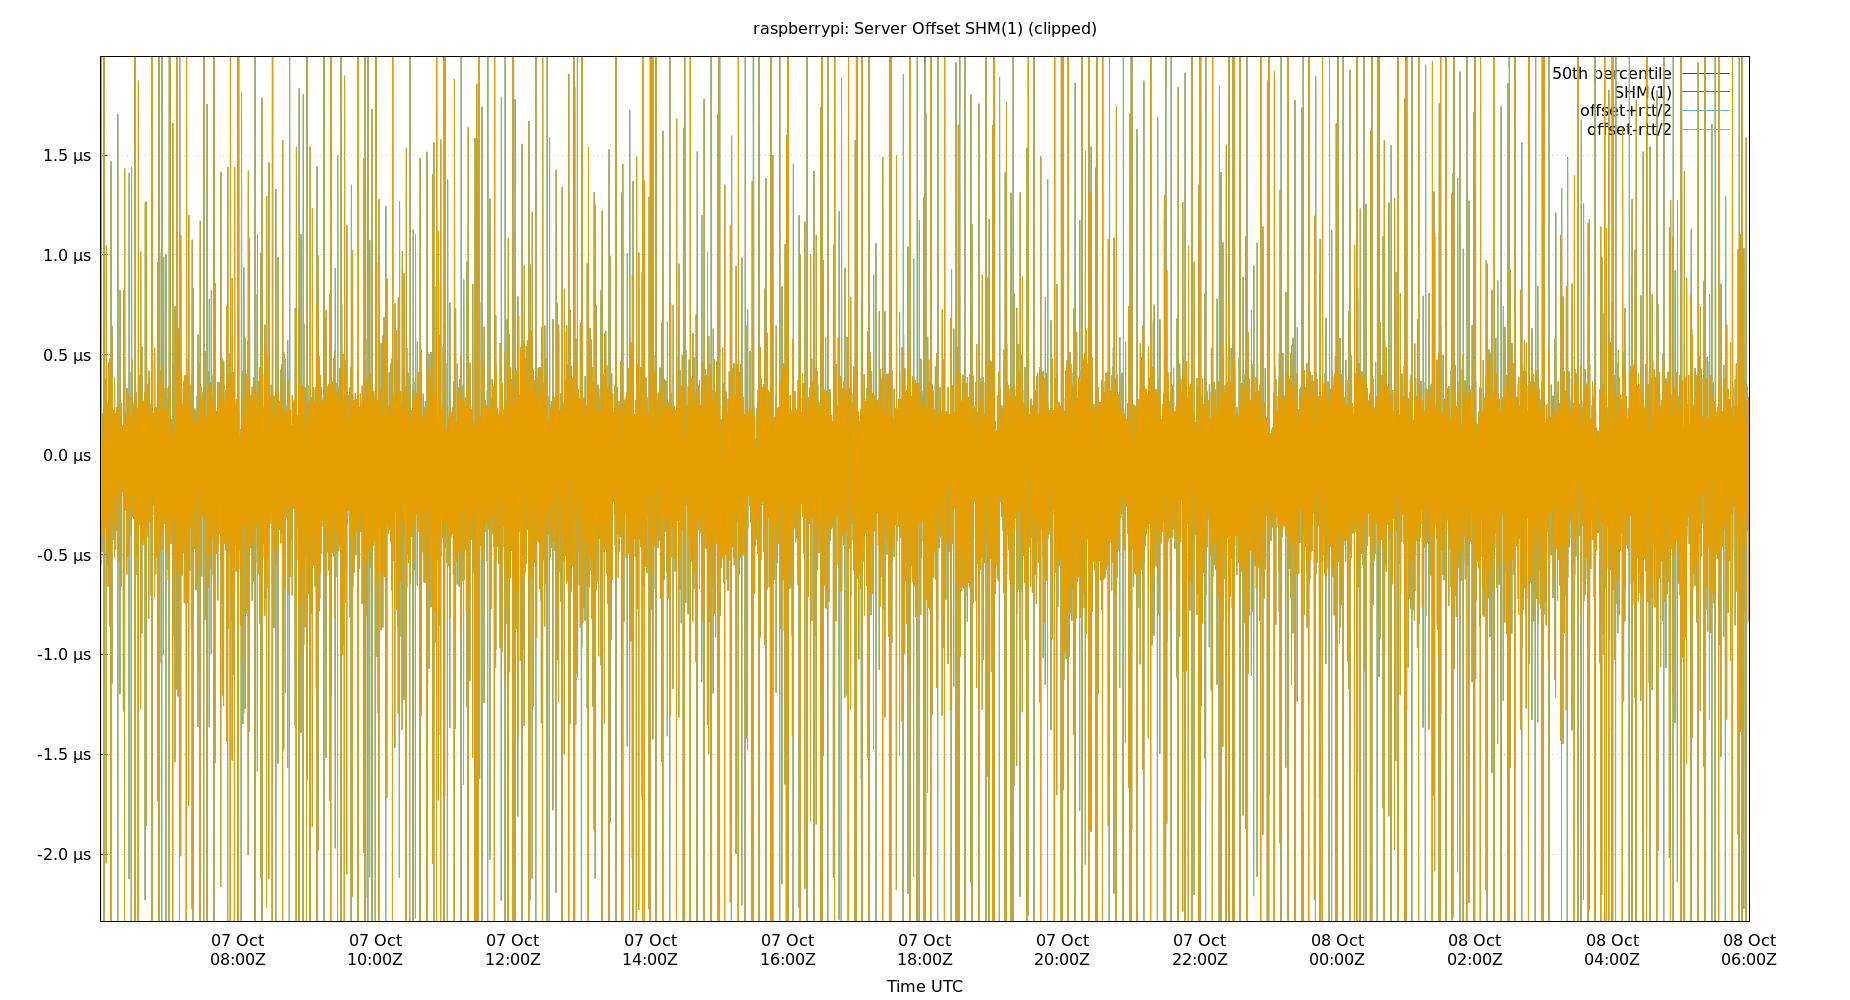 raspberrypi: Server Offset SHM(1) (clipped)
50th percentile
SHM(1)
offset+rtt/2
offset-rtt/2
1.5 µs
1.0 µs
0.5 µs
0.0 µs
-0.5 µs
-1.0 µs
-1.5 µs
-2.0 µs
07 Oct 07 Oct 07 Oct 07 Oct 07 Oct 07 Oct 07 Oct 07 Oct 08 Oct 08 Oct 08 Oct 08 Oct
08:00Z 10:00Z 12:00Z 14:00Z 16:00Z 18:00Z 20:00Z 22:00Z 00:00Z 02:00Z 04:00Z 06:00Z
Time UTC